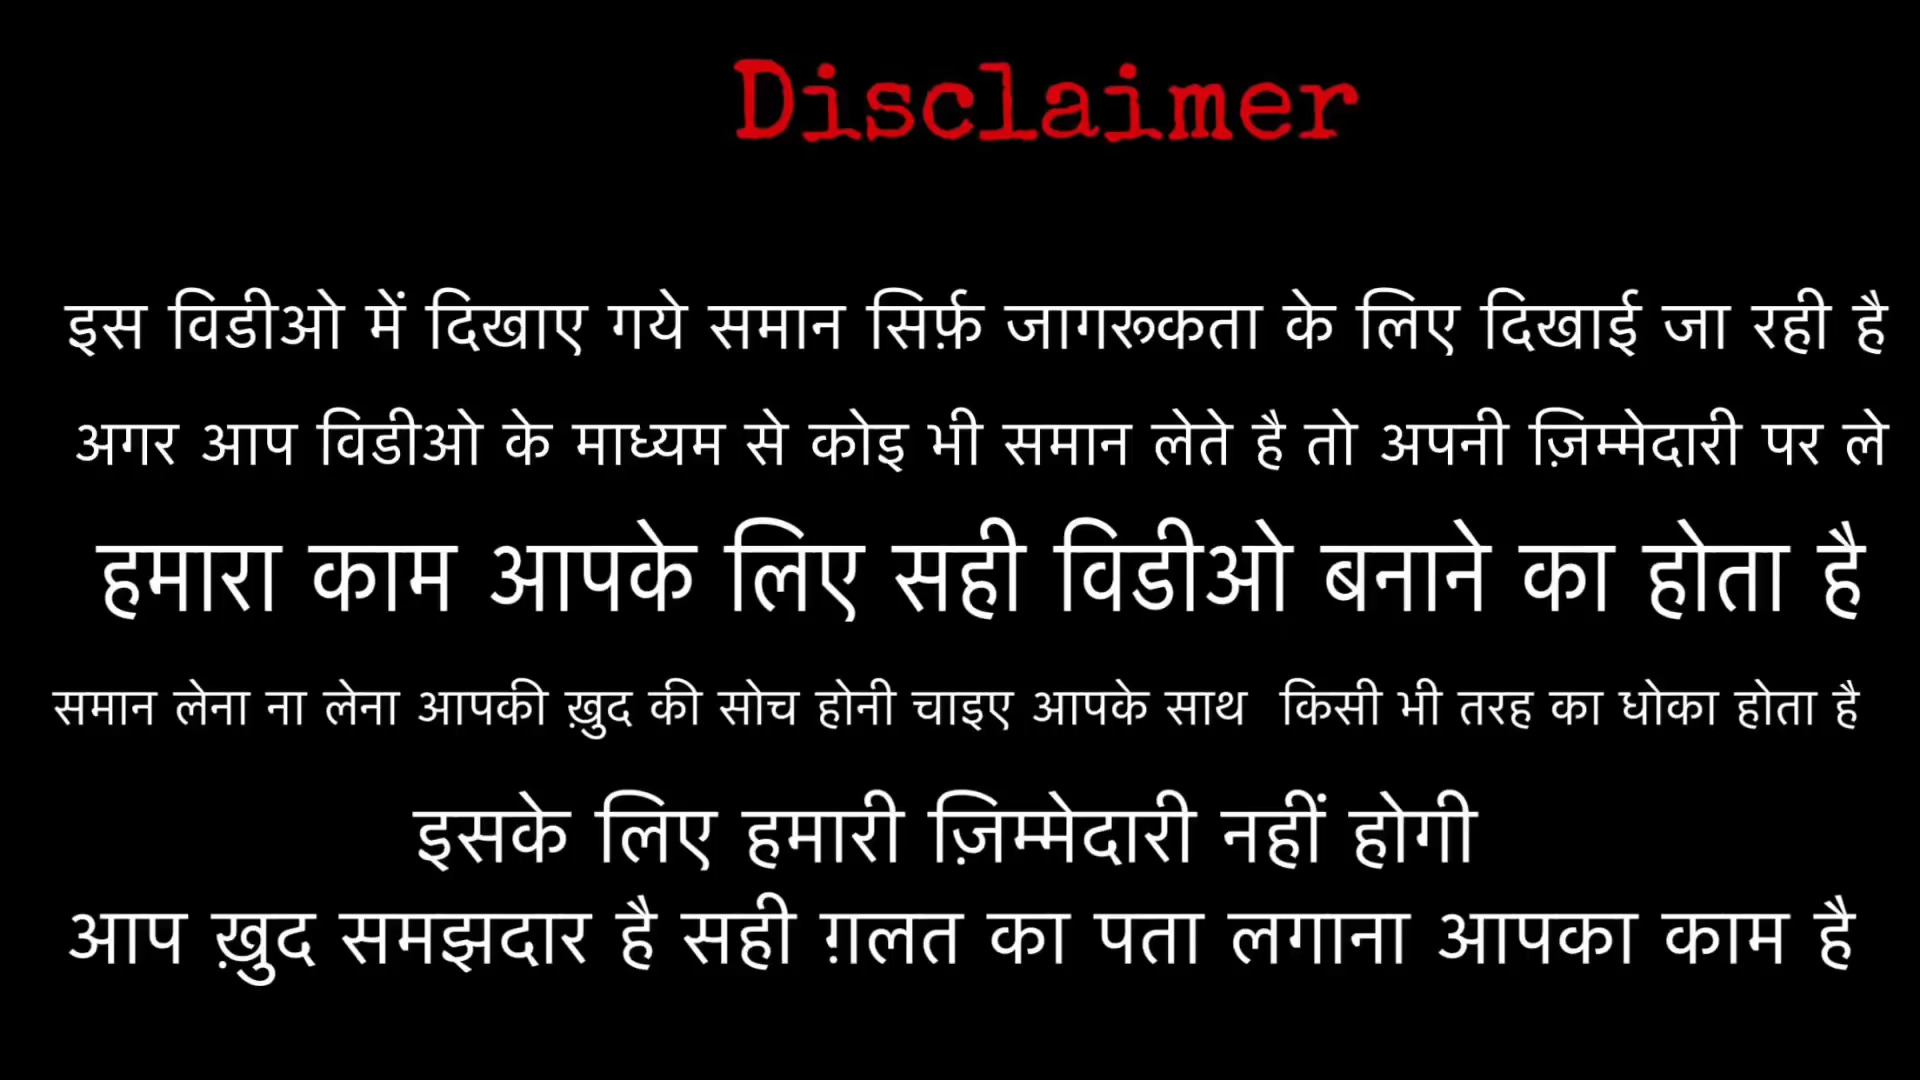 Disclaimer
इस विडीओ में दिखाए गये समान सिर्फ़ जागरूकता के लिए दिखाई जा रही है
अगर आप विडीओ के माध्यम से कोइ भी समान लेते है तो अपनी ज़िम्मेदारी पर ले
हमारा काम आपके लिए सही विडीओ बनाने का होता है
समान लेना ना लेना आपकी ख़ुद की सोच होनी चाइए आपके साथ किसी भी तरह का धोका होता है
इसके लिए हमारी ज़िम्मेदारी नहीं होगी
आप ख़ुद समझदार है सही ग़लत का पता लगाना आपका काम है